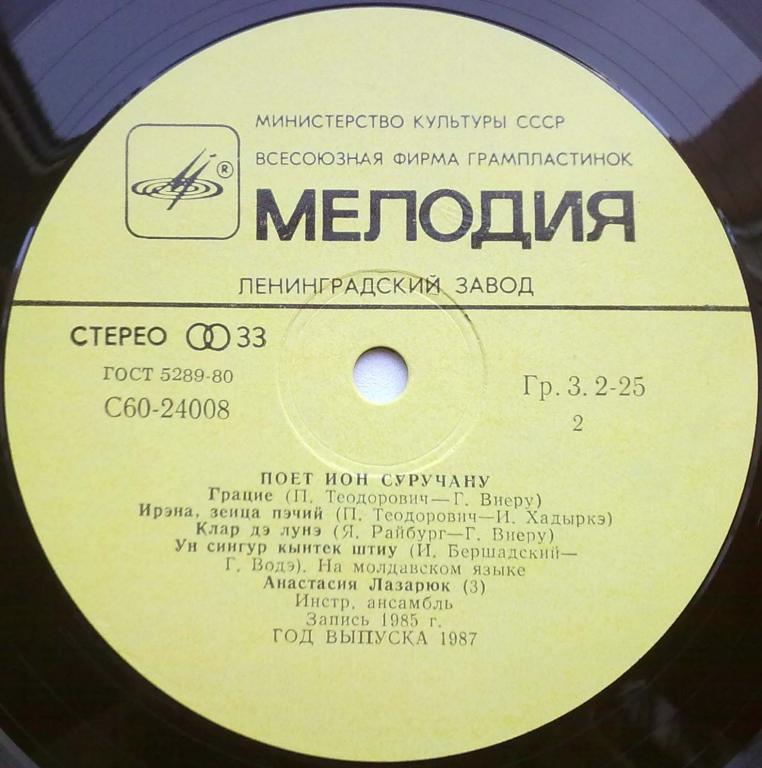 МИНИСТЕРСТВО КУЛЬТУРЫ СССР
ВСЕСОЮЗНАЯ ФИРМА ГРАМПЛАСТИНОК
®
МЕЛОДИЯ
ЛЕНИНГРАДСКИЙ ЗАВОД
СТЕРЕО 33
ГОСТ 5289-80
С60-24008
Гр. 3. 2-25
2
ПОЕТ ИОН СУРУЧАНУ
Грацие (П. Теодорович—Г. Виеру)
Ирэна, зеица пэчий (П. Теодорович—И. Хадыркэ)
Клар дэ лунэ (Я. Райбург—Г. Виеру)
Ун сингур кынтек штиу (И. Бершадский—
Г. Водэ). На молдавском языке
Анастасия Лазарюк (3)
Инстр. ансамбль
Запись 1985 г.
ГОД ВЫПУСКА 1987